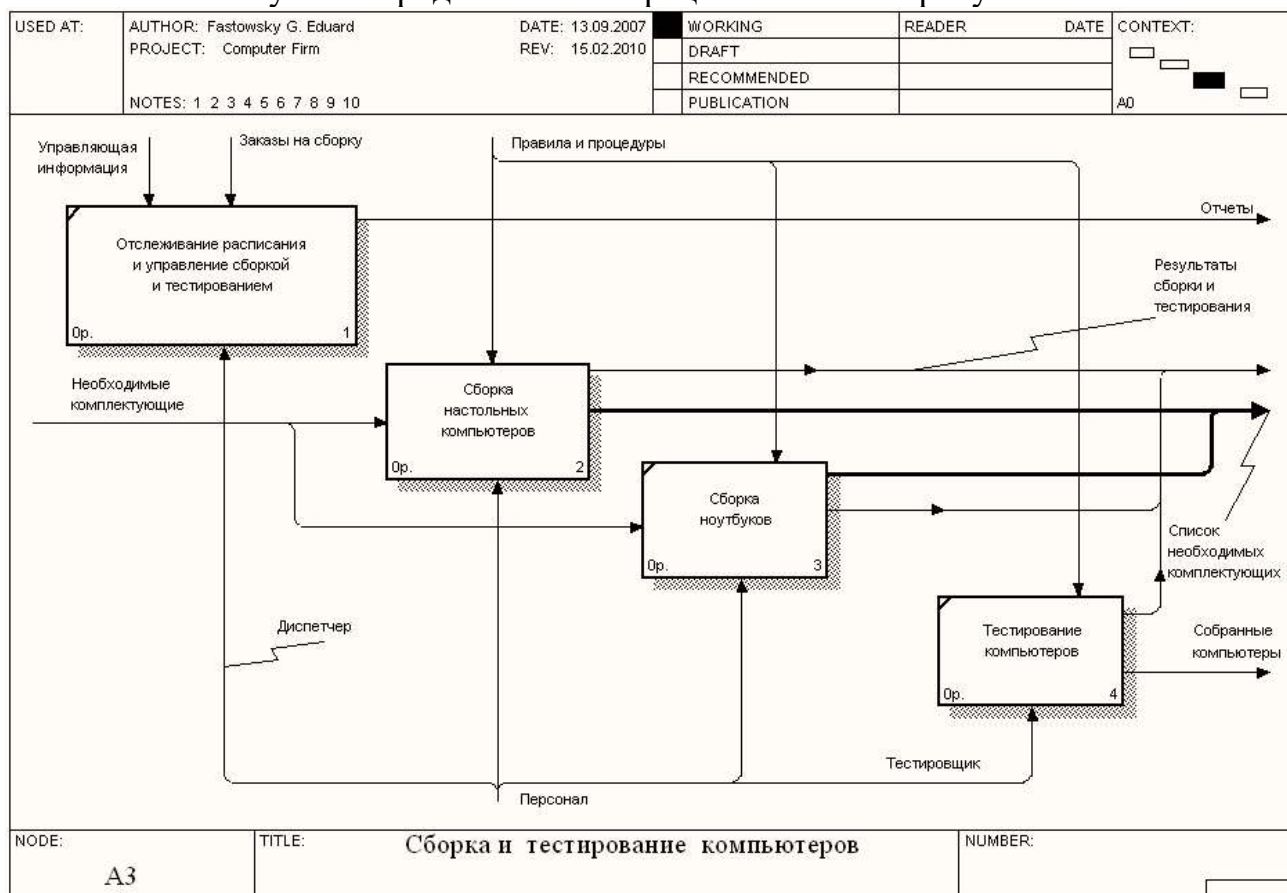 USED AT:
AUTHOR: Fastowsky G. Eduard
DATE: 13.09.2007
PROJECT: Computer Firm
REV: 15.02.2010
NOTES: 1 2 3 4 5 6 7 8 9 10
WORKING
DRAFT
RECOMMENDED
PUBLICATION
READER DATE
CONTEXT:
A0
Управляющая
информация
Заказы на сборку
Правила и процедуры
Отчеты
Отслеживание расписания
и управление сборкой
и тестированием
0р. 1
Результаты
сборки и
тестирования
Необходимые
комплектующие
Сборка
настольных
компьютеров
0р. 2
Сборка
ноутбуков
0р. 3
Список
необходимых
комплектующих
Диспетчер
Тестирование
компьютеров
0р. 4
Собранные
компьютеры
Тестировщик
Персонал
NODE:
A3
TITLE:
Сборка и тестирование компьютеров
NUMBER: